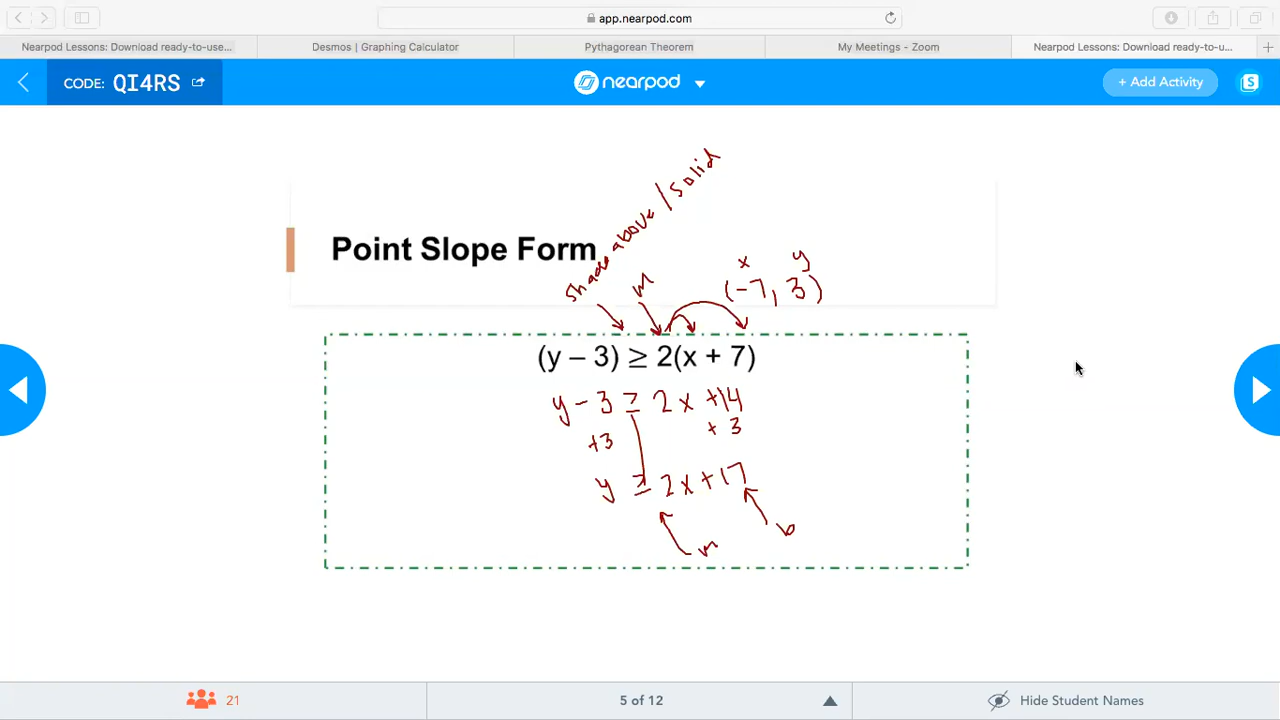 app.nearpod.com
Nearpod Lessons: Download ready-to-use...
Desmos | Graphing Calculator
Pythagorean Theorem
My Meetings – Zoom
Nearpod Lessons: Download ready-to-u...
CODE: QI4RS
nearpod
+ Add Activity
S
shade above / solid
Point Slope Form
m
x y
(-7, 3)
(y – 3) ≥ 2(x + 7)
y - 3 ≥ 2x +14
+3 + 3
y ≥ 2x + 17
m
b
21
5 of 12
Hide Student Names